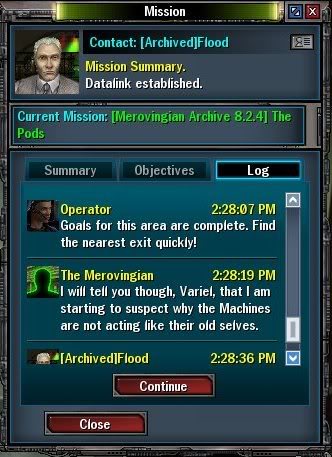 Mission
Contact: [Archived]Flood
Mission Summary.
Datalink established.
Current Mission: [Merovingian Archive 8.2.4] The
Pods
Summary
Objectives
Log
Operator 2:28:07 PM
Goals for this area are complete. Find
the nearest exit quickly!
The Merovingian 2:28:19 PM
I will tell you though, Variel, that I am
starting to suspect why the Machines
are not acting like their old selves.
[Archived]Flood 2:28:36 PM
Continue
Close